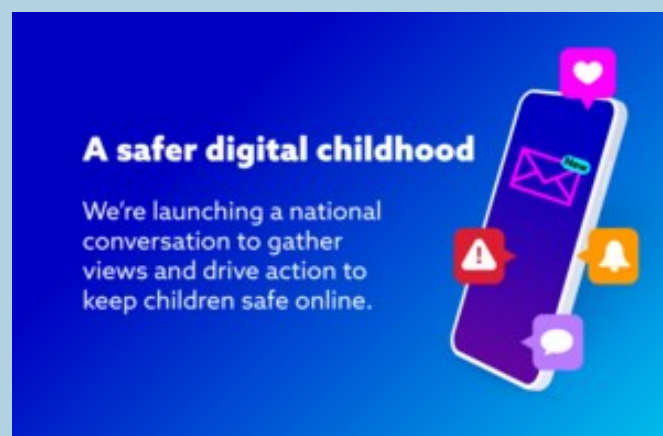 A safer digital childhood
We're launching a national
conversation to gather
views and drive action to
keep children safe online.
New